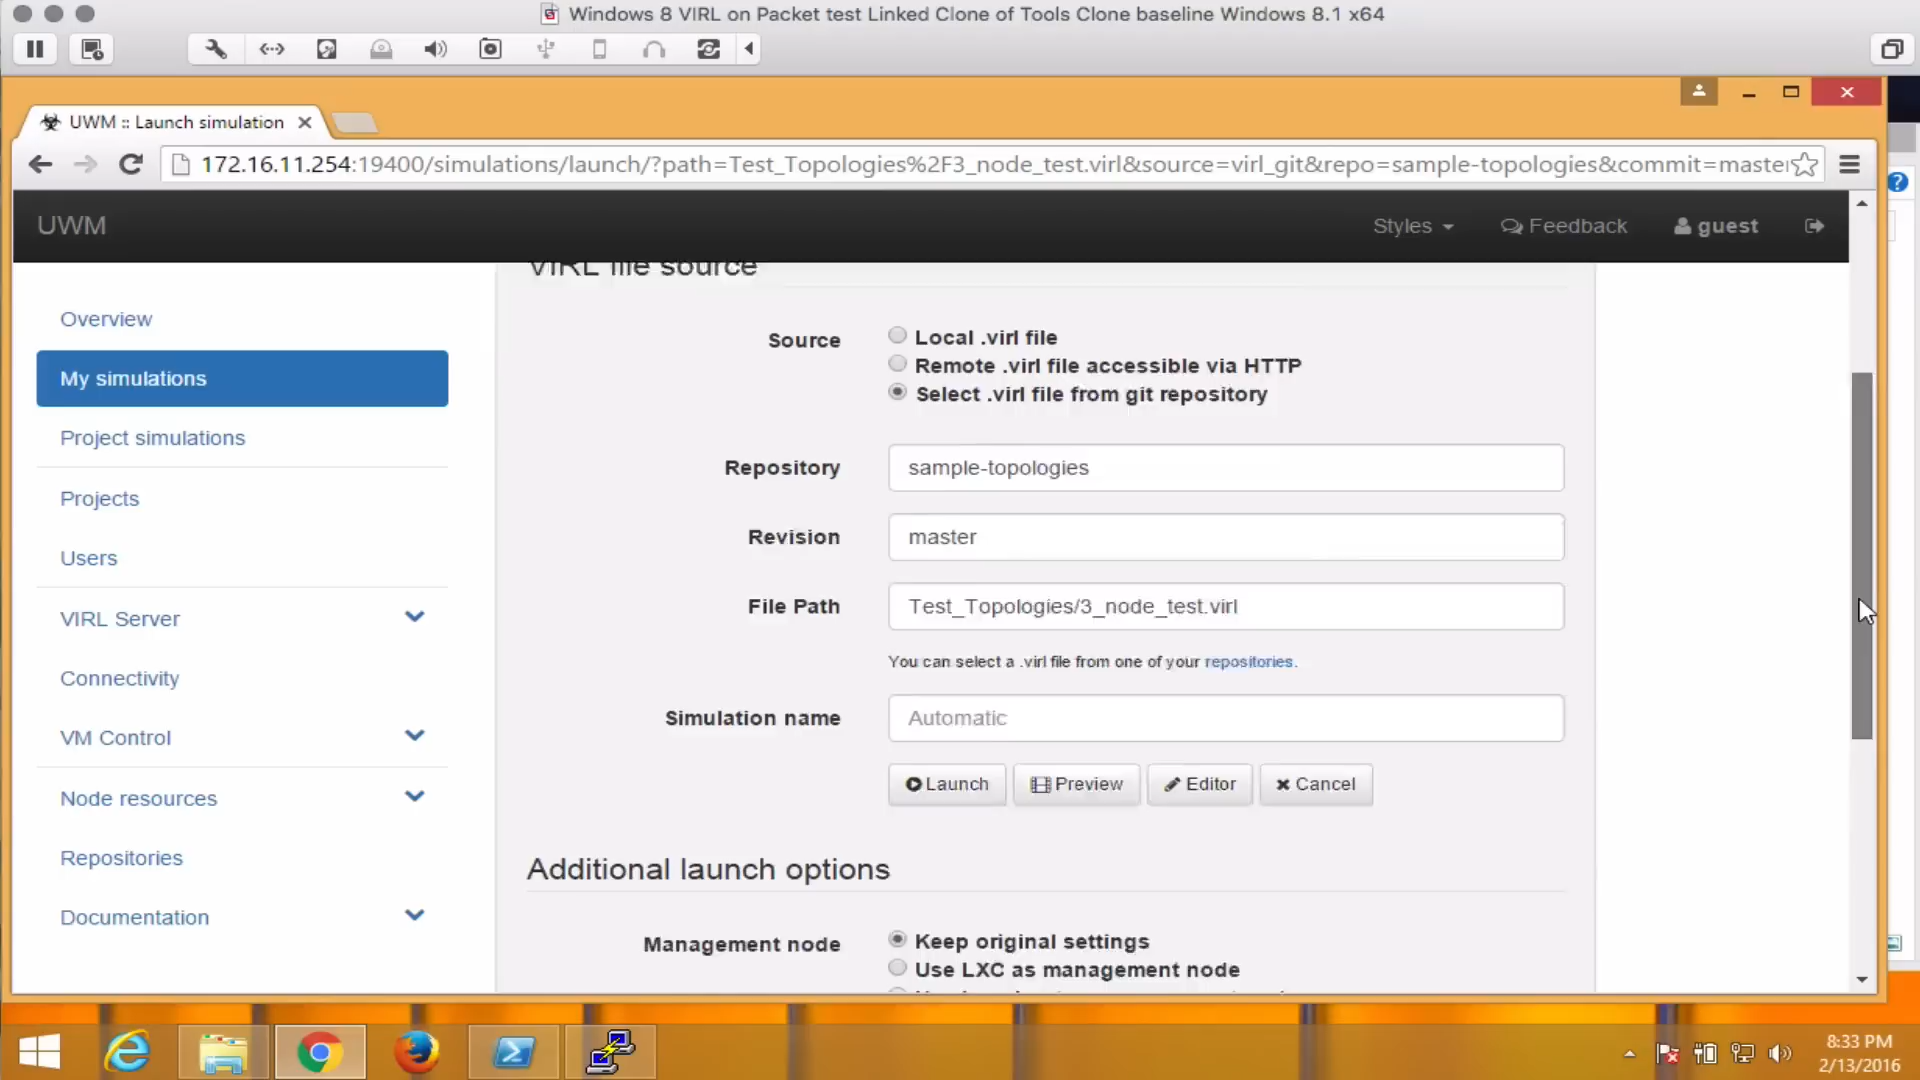 Windows 8 VIRL on Packet test Linked Clone of Tools Clone baseline Windows 8.1 x64
UWM :: Launch simulation
172.16.11.254:19400/simulations/launch/?path=Test_Topologies%2F3_node_test.virl&source=virl_git&repo=sample-topologies&commit=master
UWM
Styles
Feedback
guest
VIRL file source
Overview
My simulations
Project simulations
Projects
Users
VIRL Server
Connectivity
VM Control
Node resources
Repositories
Documentation
Source
Local .virl file
Remote .virl file accessible via HTTP
Select .virl file from git repository
Repository
sample-topologies
Revision
master
File Path
Test_Topologies/3_node_test.virl
You can select a .virl file from one of your repositories.
Simulation name
Automatic
Launch
Preview
Editor
Cancel
Additional launch options
Management node
Keep original settings
Use LXC as management node
8:33 PM
2/13/2016